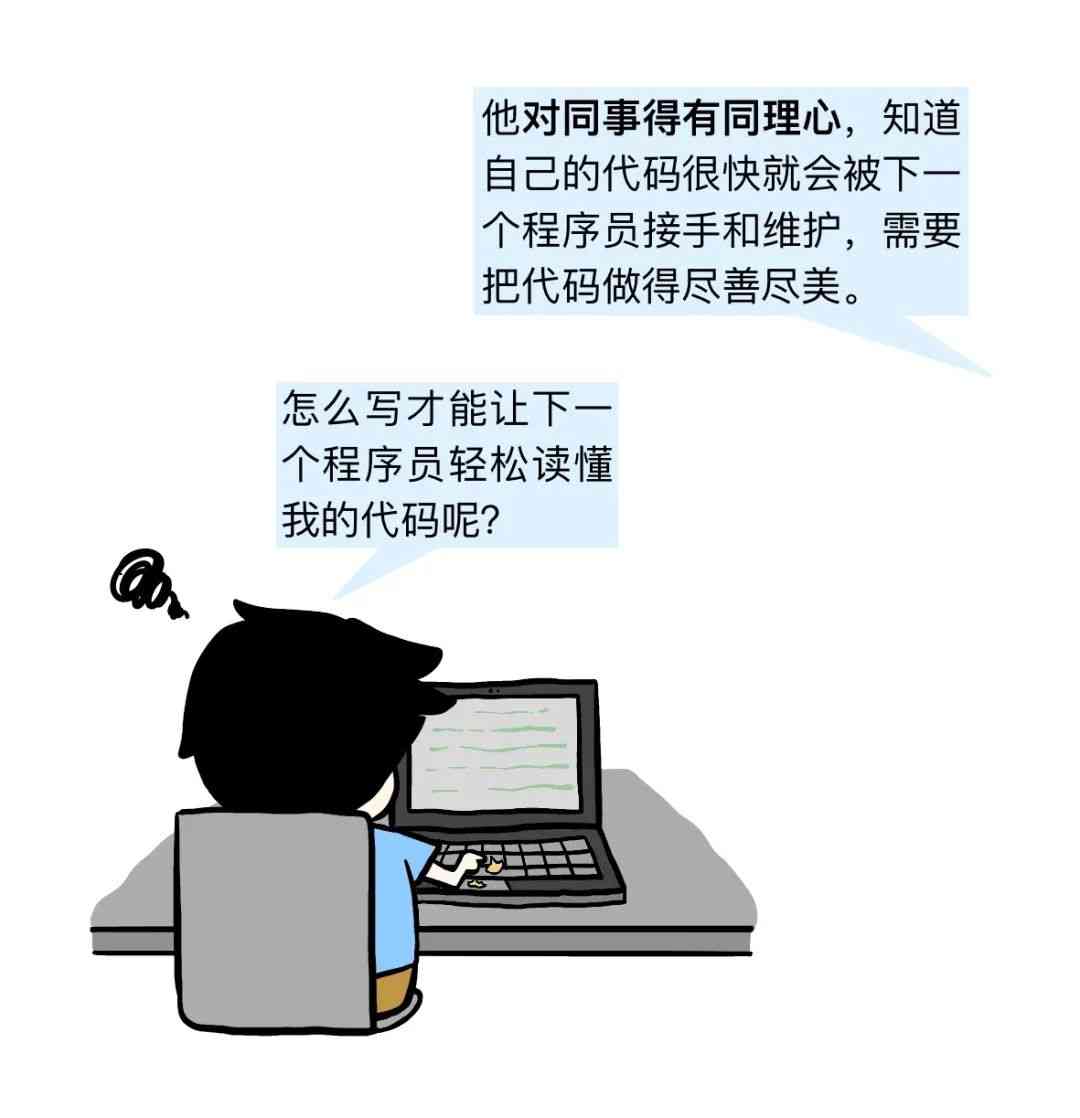 他对同事得有同理心，知道
自己的代码很快就会被下一
个程序员接手和维护，需要
把代码做得尽善尽美。
怎么写才能让下一
个程序员轻松读懂
我的代码呢？